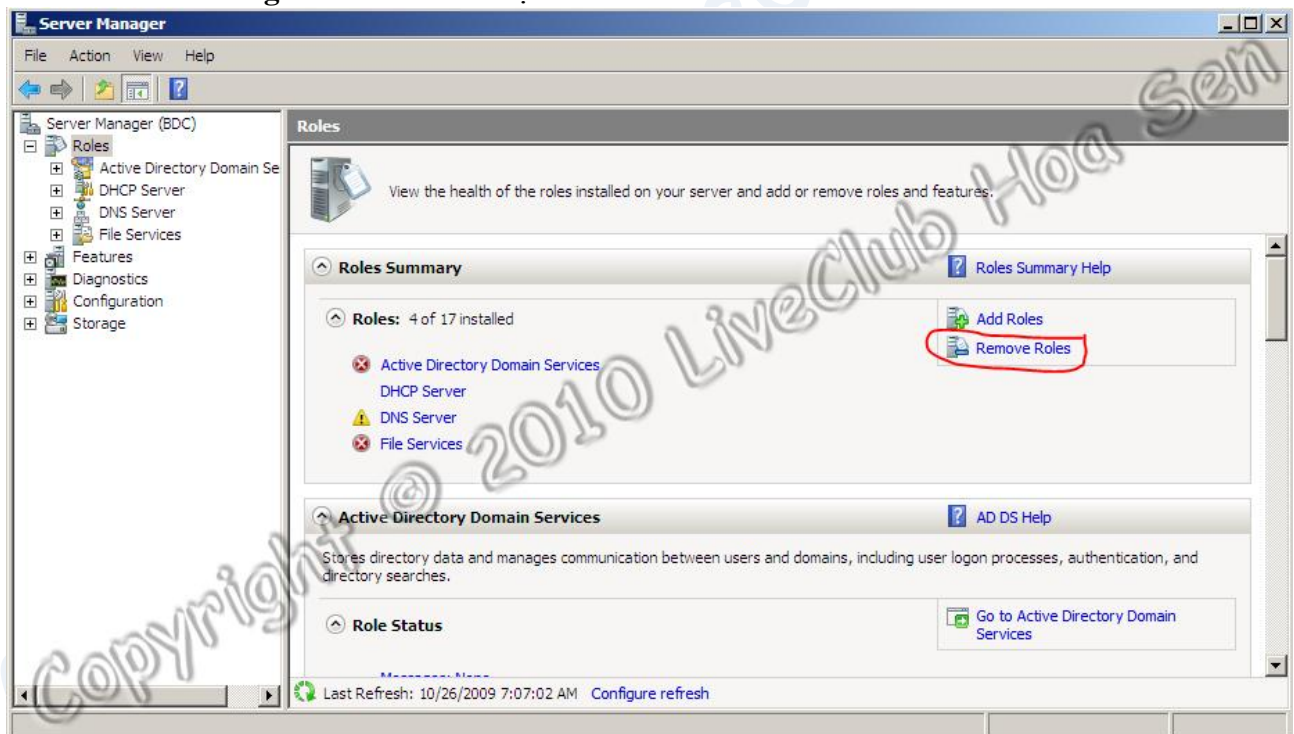 Server Manager
File Action View Help
Server Manager (BDC)
Roles
Active Directory Domain Se
DHCP Server
DNS Server
File Services
Features
Diagnostics
Configuration
Storage
Roles
View the health of the roles installed on your server and add or remove roles and features.
Roles Summary
Roles Summary Help
Roles: 4 of 17 installed
Add Roles
Remove Roles
Active Directory Domain Services
DHCP Server
DNS Server
File Services
Active Directory Domain Services
AD DS Help
Stores directory data and manages communication between users and domains, including user logon processes, authentication, and
directory searches.
Role Status
Go to Active Directory Domain
Services
Messages: None
Last Refresh: 10/26/2009 7:07:02 AM Configure refresh
Copyright © 2010 LiveClub Hoa Sen